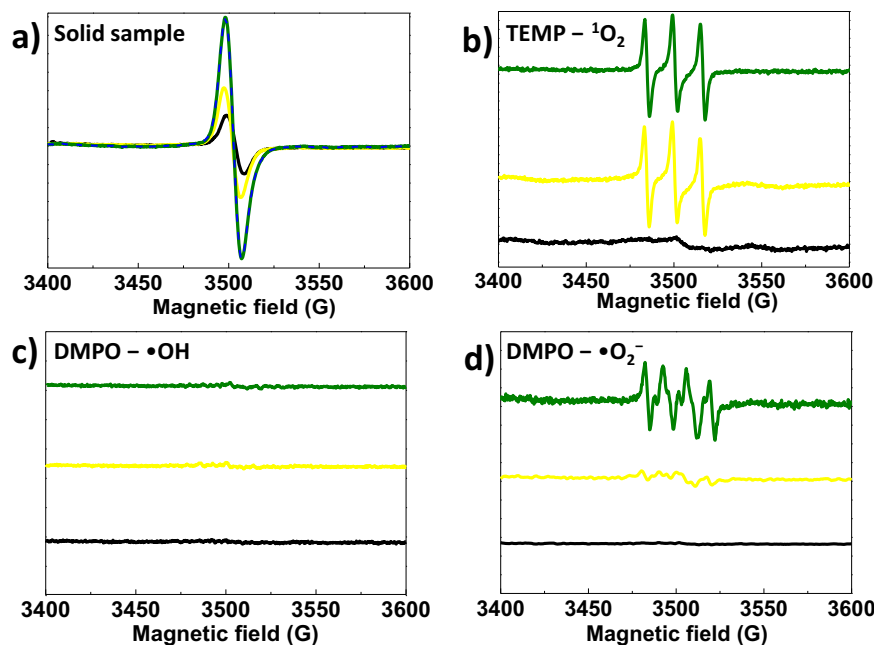 a) Solid sample
3400 3450 3500 3550 3600
Magnetic field (G)
b) TEMP – ¹O₂
3400 3450 3500 3550 3600
Magnetic field (G)
c) DMPO – •OH
3400 3450 3500 3550 3600
Magnetic field (G)
d) DMPO – •O₂⁻
3400 3450 3500 3550 3600
Magnetic field (G)